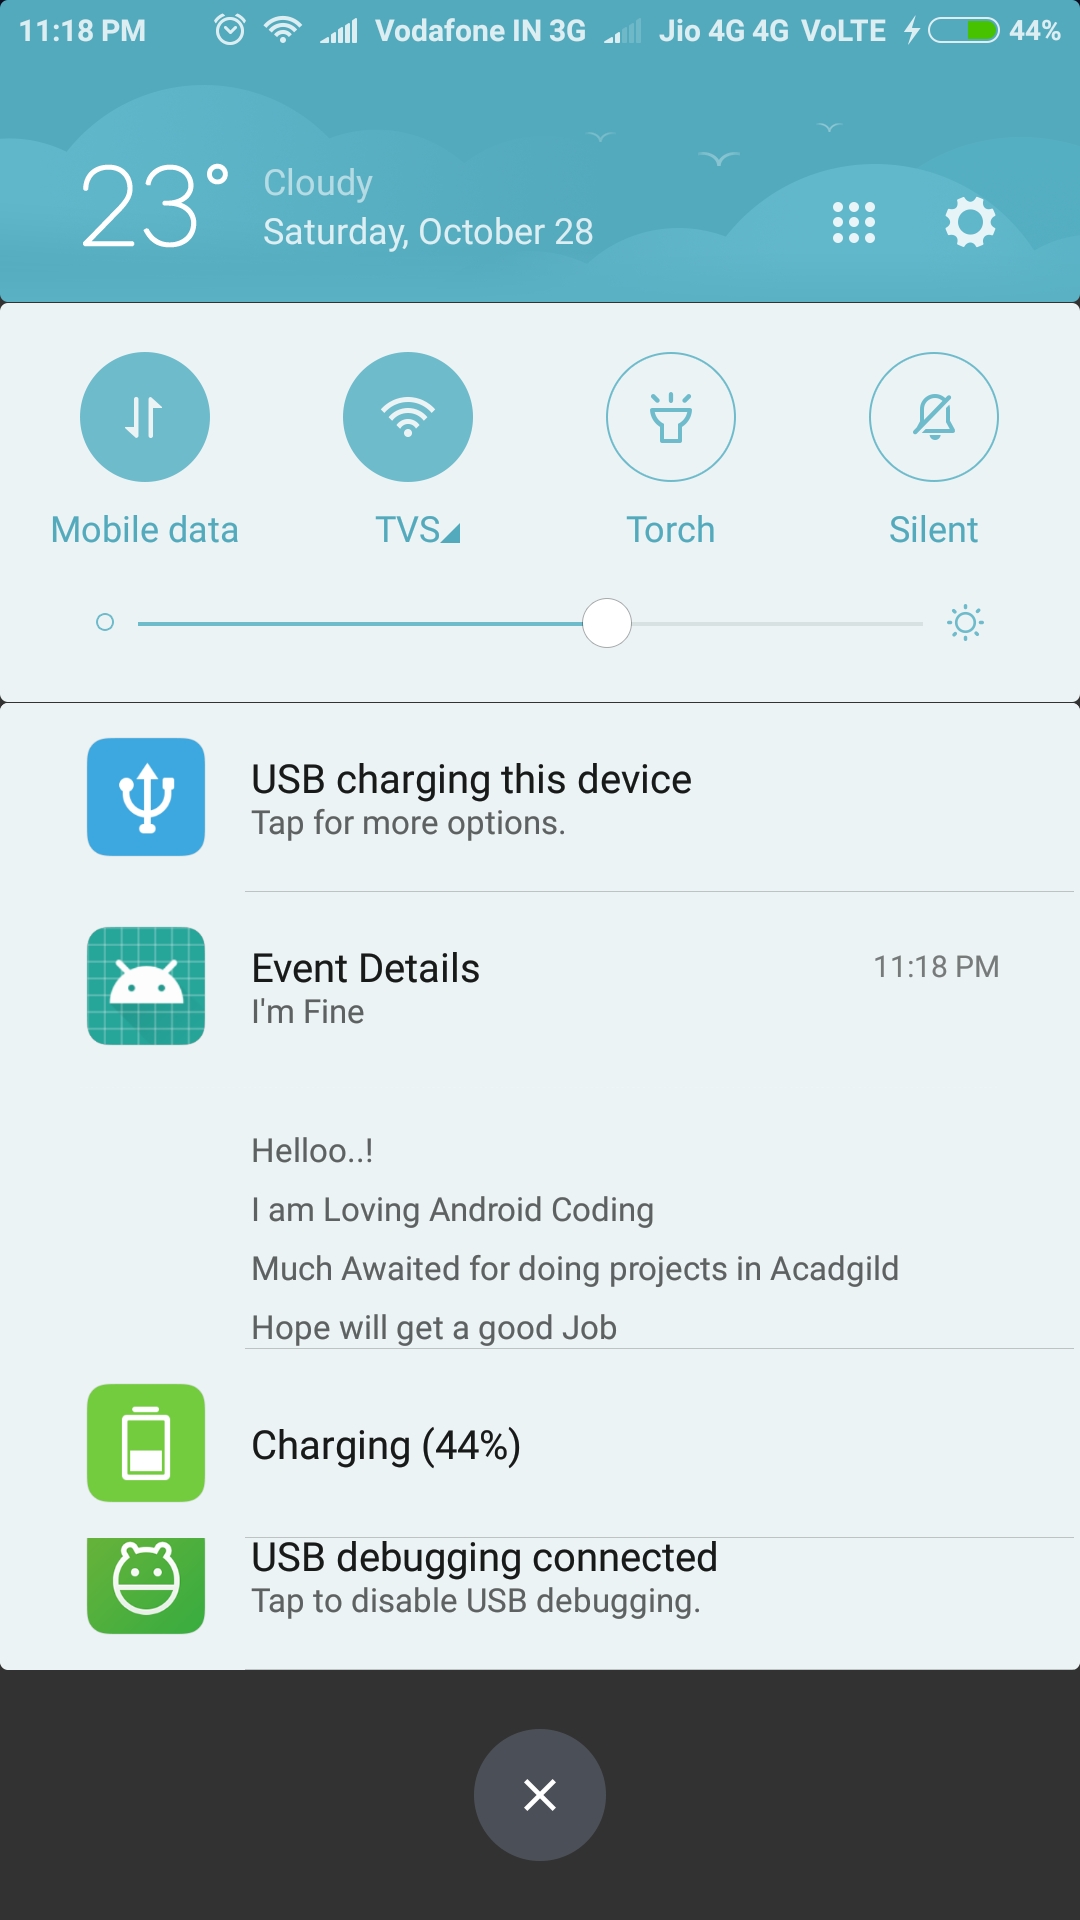 11:18 PM Vodafone IN 3G Jio 4G 4G VoLTE 44%
23° Cloudy
Saturday, October 28
Mobile data TVS Torch Silent
USB charging this device
Tap for more options.
Event Details 11:18 PM
I'm Fine
Helloo..!
I am Loving Android Coding
Much Awaited for doing projects in Acadgild
Hope will get a good Job
Charging (44%)
USB debugging connected
Tap to disable USB debugging.